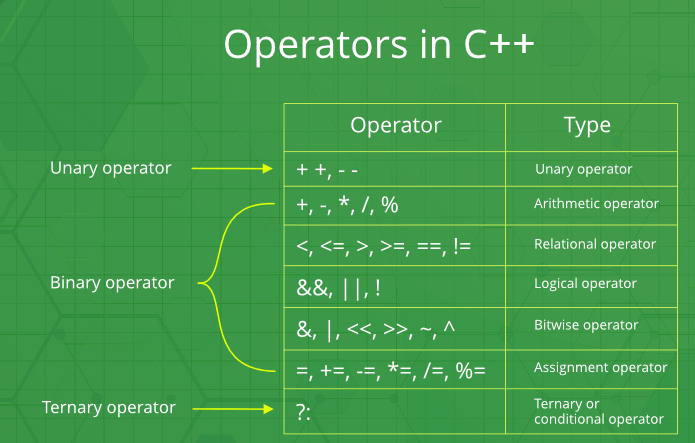 Operators in C++
Operator Type
Unary operator + +, - - Unary operator
+, -, *, /, % Arithmetic operator
<, <=, >, >=, ==, != Relational operator
Binary operator &&, ||, ! Logical operator
&, |, <<, >>, ~, ^ Bitwise operator
=, +=, -=, *=, /=, %= Assignment operator
Ternary operator ?: Ternary or
conditional operator